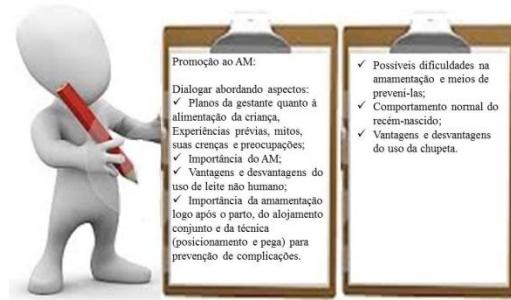 Promoção ao AM:
Dialogar abordando aspectos:
✓ Planos da gestante quanto à
alimentação da criança,
Experiências prévias, mitos,
suas crenças e preocupações;
✓ Importância do AM;
✓ Vantagens e desvantagens do
uso de leite não humano;
✓ Importância da amamentação
logo após o parto, do alojamento
conjunto e da técnica
(posicionamento e pega) para
prevenção de complicações.
✓ Possíveis dificuldades na
amamentação e meios de
preveni-las;
✓ Comportamento normal do
recém-nascido;
✓ Vantagens e desvantagens
do uso da chupeta.